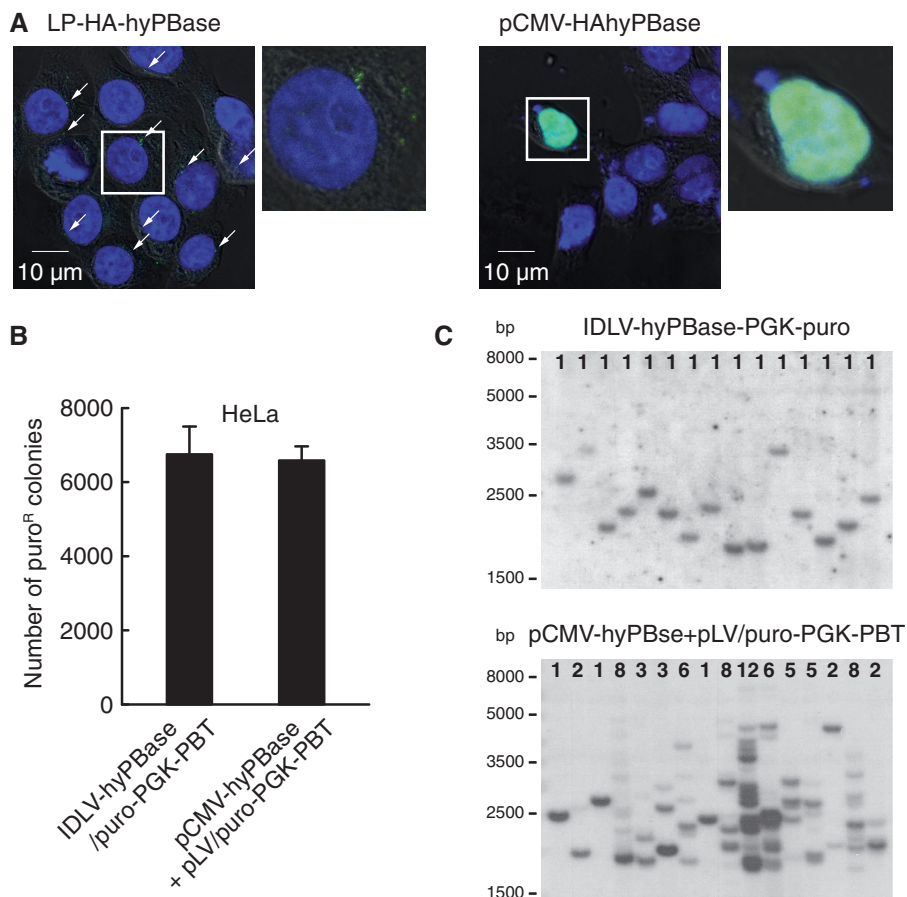 A LP-HA-hyPBase
pCMV-HAhyPBase
10 µm
10 µm
B
HeLa
Number of puroᴿ colonies
8000
6000
4000
2000
0
IDLV-hyPBase
/puro-PGK-PBT
pCMV-hyPBase
+ pLV/puro-PGK-PBT
C
bp IDLV-hyPBase-PGK-puro
1 1 1 1 1 1 1 1 1 1 1 1 1 1 1
8000
5000
3500
2500
1500
bp pCMV-hyPBse+pLV/puro-PGK-PBT
1 2 1 8 3 3 6 1 8 12 6 5 5 2 8 2
8000
5000
3500
2500
1500